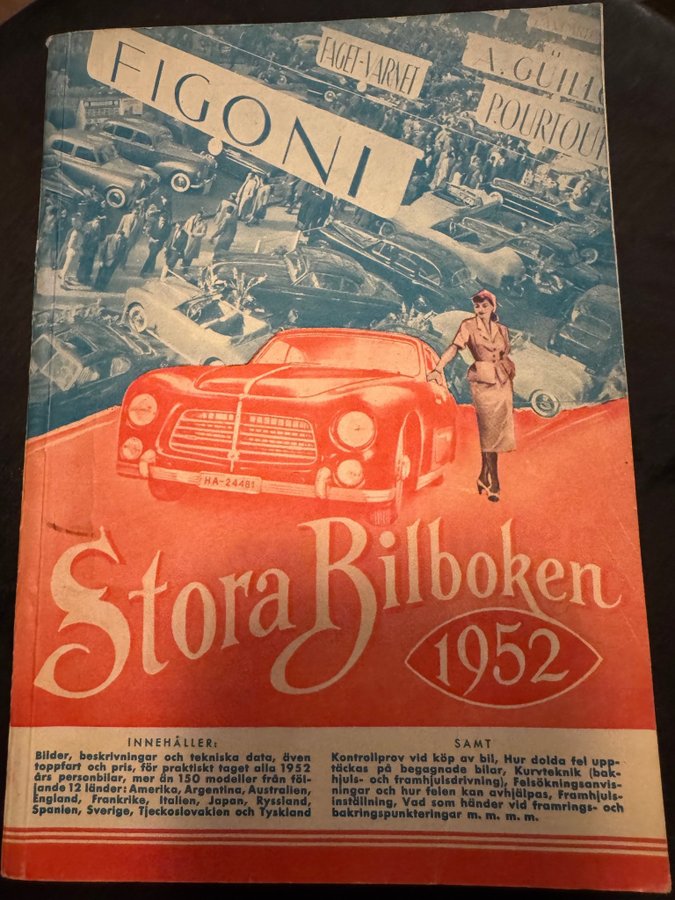 FIGONI
FAGET-VARNET
A. GÜILLO
POURTOUT
HA-24481
Stora Bilboken
1952
INNEHÅLLER:
Bilder, beskrivningar och tekniska data, även
toppfart och pris, för praktiskt taget alla 1952
års personbilar, mer än 150 modeller från föl-
jande 12 länder: Amerika, Argentina, Australien,
England, Frankrike, Italien, Japan, Ryssland,
Spanien, Sverige, Tjeckoslovakien och Tyskland
SAMT
Kontrollprov vid köp av bil, Hur dolda fel upp-
täckas på begagnade bilar, Kurvteknik (bak-
hjuls- och framhjulsdrivning), Felsökningsanvis-
ningar och hur felen kan avhjälpas, Framhjuls-
inställning, Vad som händer vid framrings- och
bakringspunkteringar m. m. m. m.